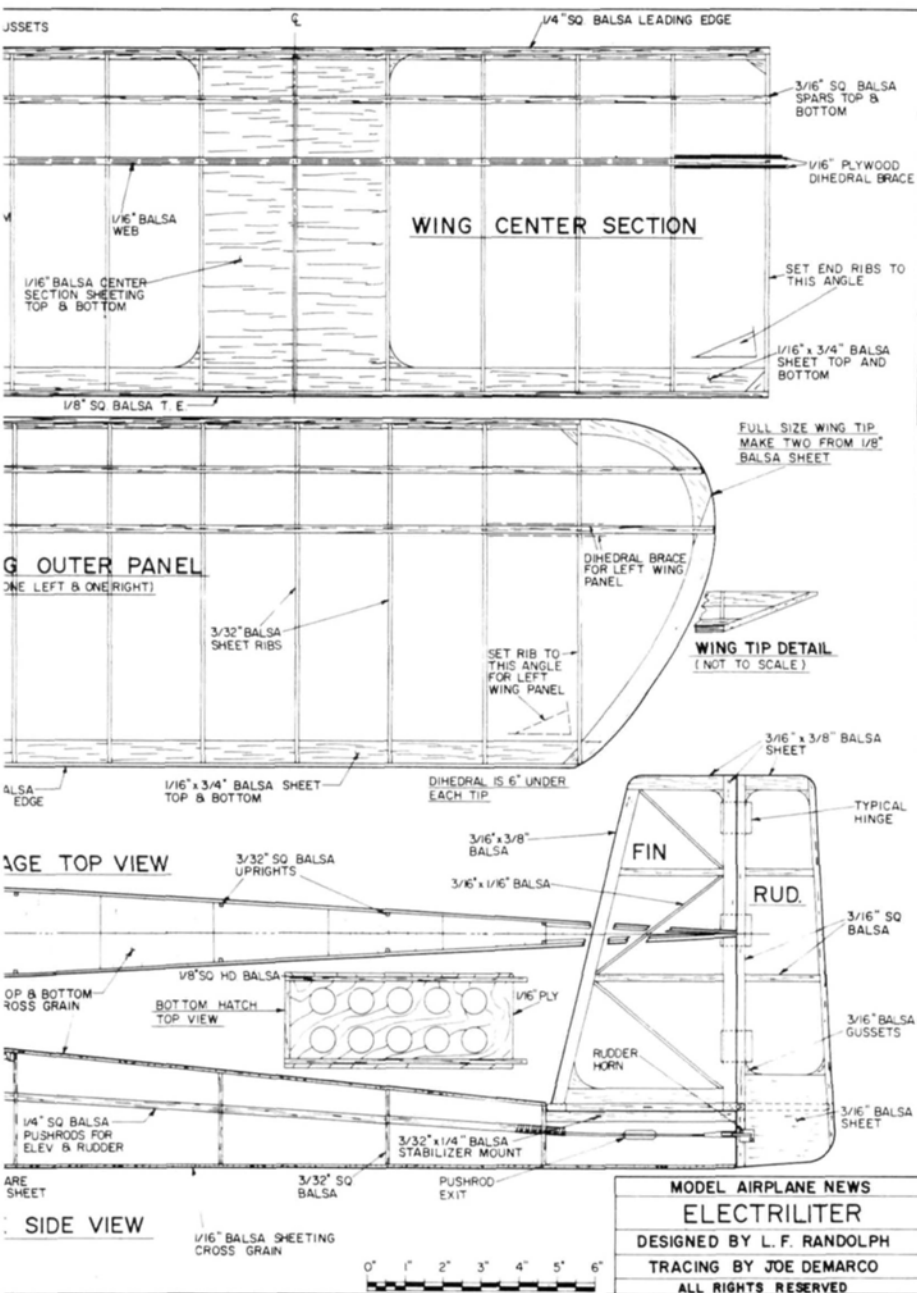 USSETS
℄
1/4" SQ. BALSA LEADING EDGE
3/16" SQ BALSA
SPARS TOP &
BOTTOM
1/16" PLYWOOD
DIHEDRAL BRACE
M
1/16" BALSA
WEB
WING CENTER SECTION
1/16" BALSA CENTER
SECTION SHEETING
TOP & BOTTOM
SET END RIBS TO
THIS ANGLE
1/16" x 3/4" BALSA
SHEET TOP AND
BOTTOM
1/8" SQ. BALSA T. E.
FULL SIZE WING TIP
MAKE TWO FROM 1/8"
BALSA SHEET
G OUTER PANEL
ONE LEFT & ONE RIGHT)
DIHEDRAL BRACE
FOR LEFT WING
PANEL
3/32" BALSA
SHEET RIBS
SET RIB TO
THIS ANGLE
FOR LEFT
WING PANEL
WING TIP DETAIL
(NOT TO SCALE)
ALSA
EDGE
1/16" x 3/4" BALSA SHEET
TOP & BOTTOM
DIHEDRAL IS 6" UNDER
EACH TIP
3/16" x 3/8" BALSA
SHEET
TYPICAL
HINGE
3/16" x 3/8"
BALSA
FIN
AGE TOP VIEW
3/32" SQ BALSA
UPRIGHTS
3/16" x 1/16" BALSA
RUD.
3/16" SQ
BALSA
1/8" SQ HD BALSA
OP & BOTTOM
ROSS GRAIN
BOTTOM HATCH
TOP VIEW
1/16" PLY
3/16" BALSA
GUSSETS
RUDDER
HORN
1/4" SQ BALSA
PUSHRODS FOR
ELEV & RUDDER
3/32" x 1/4" BALSA
STABILIZER MOUNT
3/16" BALSA
SHEET
ARE
SHEET
3/32" SQ
BALSA
PUSHROD
EXIT
SIDE VIEW
1/16" BALSA SHEETING
CROSS GRAIN
0" 1" 2" 3" 4" 5" 6"
MODEL AIRPLANE NEWS
ELECTRILITER
DESIGNED BY L. F. RANDOLPH
TRACING BY JOE DEMARCO
ALL RIGHTS RESERVED